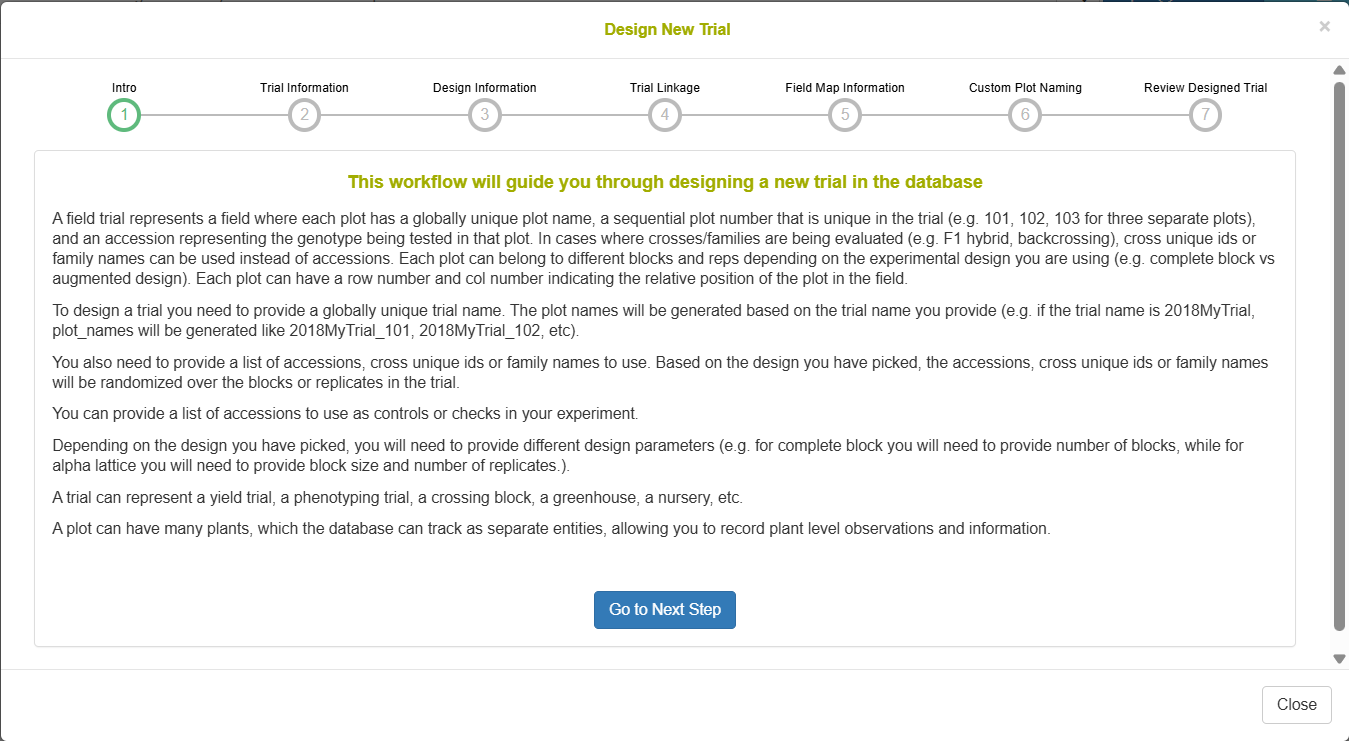 Design New Trial
×
Intro
Trial Information
Design Information
Trial Linkage
Field Map Information
Custom Plot Naming
Review Designed Trial
1
2
3
4
5
6
7
This workflow will guide you through designing a new trial in the database
A field trial represents a field where each plot has a globally unique plot name, a sequential plot number that is unique in the trial (e.g. 101, 102, 103 for three separate plots),
and an accession representing the genotype being tested in that plot. In cases where crosses/families are being evaluated (e.g. F1 hybrid, backcrossing), cross unique ids or
family names can be used instead of accessions. Each plot can belong to different blocks and reps depending on the experimental design you are using (e.g. complete block vs
augmented design). Each plot can have a row number and col number indicating the relative position of the plot in the field.
To design a trial you need to provide a globally unique trial name. The plot names will be generated based on the trial name you provide (e.g. if the trial name is 2018MyTrial,
plot_names will be generated like 2018MyTrial_101, 2018MyTrial_102, etc).
You also need to provide a list of accessions, cross unique ids or family names to use. Based on the design you have picked, the accessions, cross unique ids or family names
will be randomized over the blocks or replicates in the trial.
You can provide a list of accessions to use as controls or checks in your experiment.
Depending on the design you have picked, you will need to provide different design parameters (e.g. for complete block you will need to provide number of blocks, while for
alpha lattice you will need to provide block size and number of replicates.).
A trial can represent a yield trial, a phenotyping trial, a crossing block, a greenhouse, a nursery, etc.
A plot can have many plants, which the database can track as separate entities, allowing you to record plant level observations and information.
Go to Next Step
Close